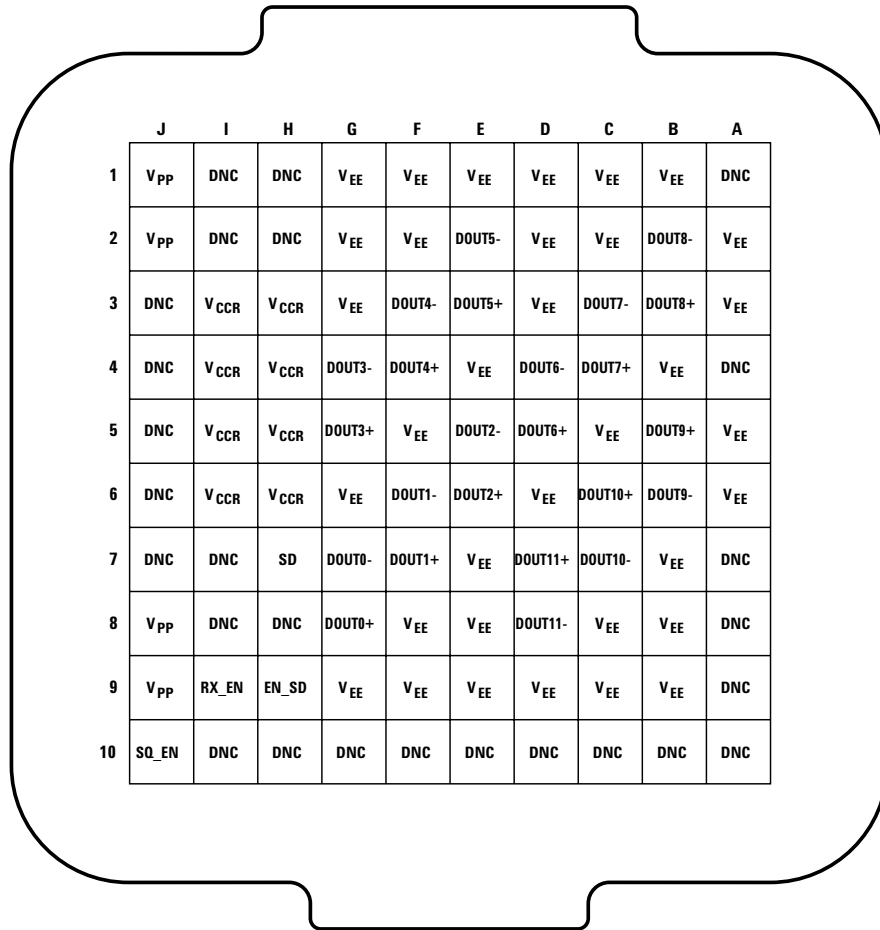 J I H G F E D C B A
1 VPP DNC DNC VEE VEE VEE VEE VEE VEE DNC
2 VPP DNC DNC VEE VEE DOUT5- VEE VEE DOUT8- VEE
3 DNC VCCR VCCR VEE DOUT4- DOUT5+ VEE DOUT7- DOUT8+ VEE
4 DNC VCCR VCCR DOUT3- DOUT4+ VEE DOUT6- DOUT7+ VEE DNC
5 DNC VCCR VCCR DOUT3+ VEE DOUT2- DOUT6+ VEE DOUT9+ VEE
6 DNC VCCR VCCR VEE DOUT1- DOUT2+ VEE DOUT10+ DOUT9- VEE
7 DNC DNC SD DOUT0- DOUT1+ VEE DOUT11+ DOUT10- VEE DNC
8 VPP DNC DNC DOUT0+ VEE VEE DOUT11- VEE VEE DNC
9 VPP RX_EN EN_SD VEE VEE VEE VEE VEE VEE DNC
10 SQ_EN DNC DNC DNC DNC DNC DNC DNC DNC DNC